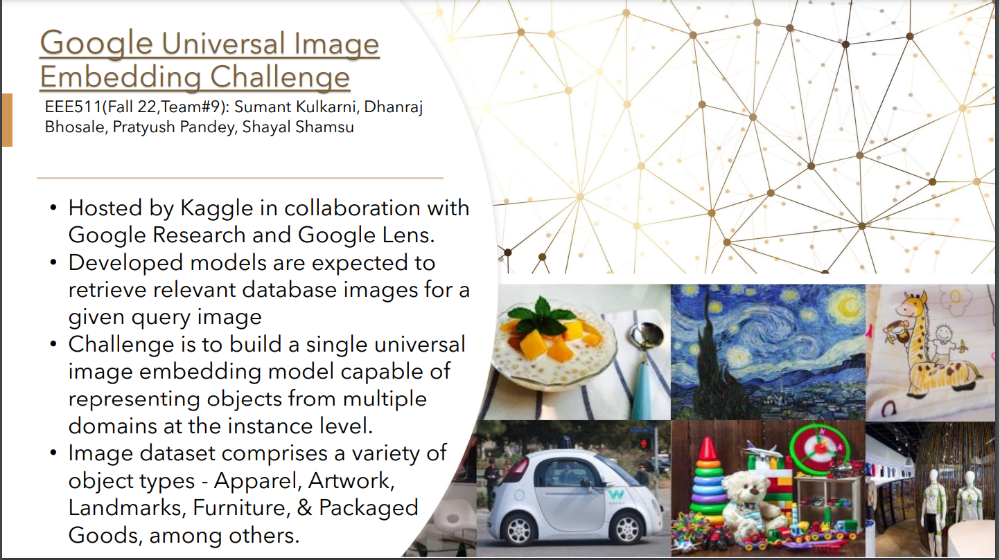 Google Universal Image
Embedding Challenge
EEE511(Fall 22,Team#9): Sumant Kulkarni, Dhanraj
Bhosale, Pratyush Pandey, Shayal Shamsu
• Hosted by Kaggle in collaboration with
Google Research and Google Lens.
• Developed models are expected to
retrieve relevant database images for a
given query image
• Challenge is to build a single universal
image embedding model capable of
representing objects from multiple
domains at the instance level.
• Image dataset comprises a variety of
object types - Apparel, Artwork,
Landmarks, Furniture, & Packaged
Goods, among others.